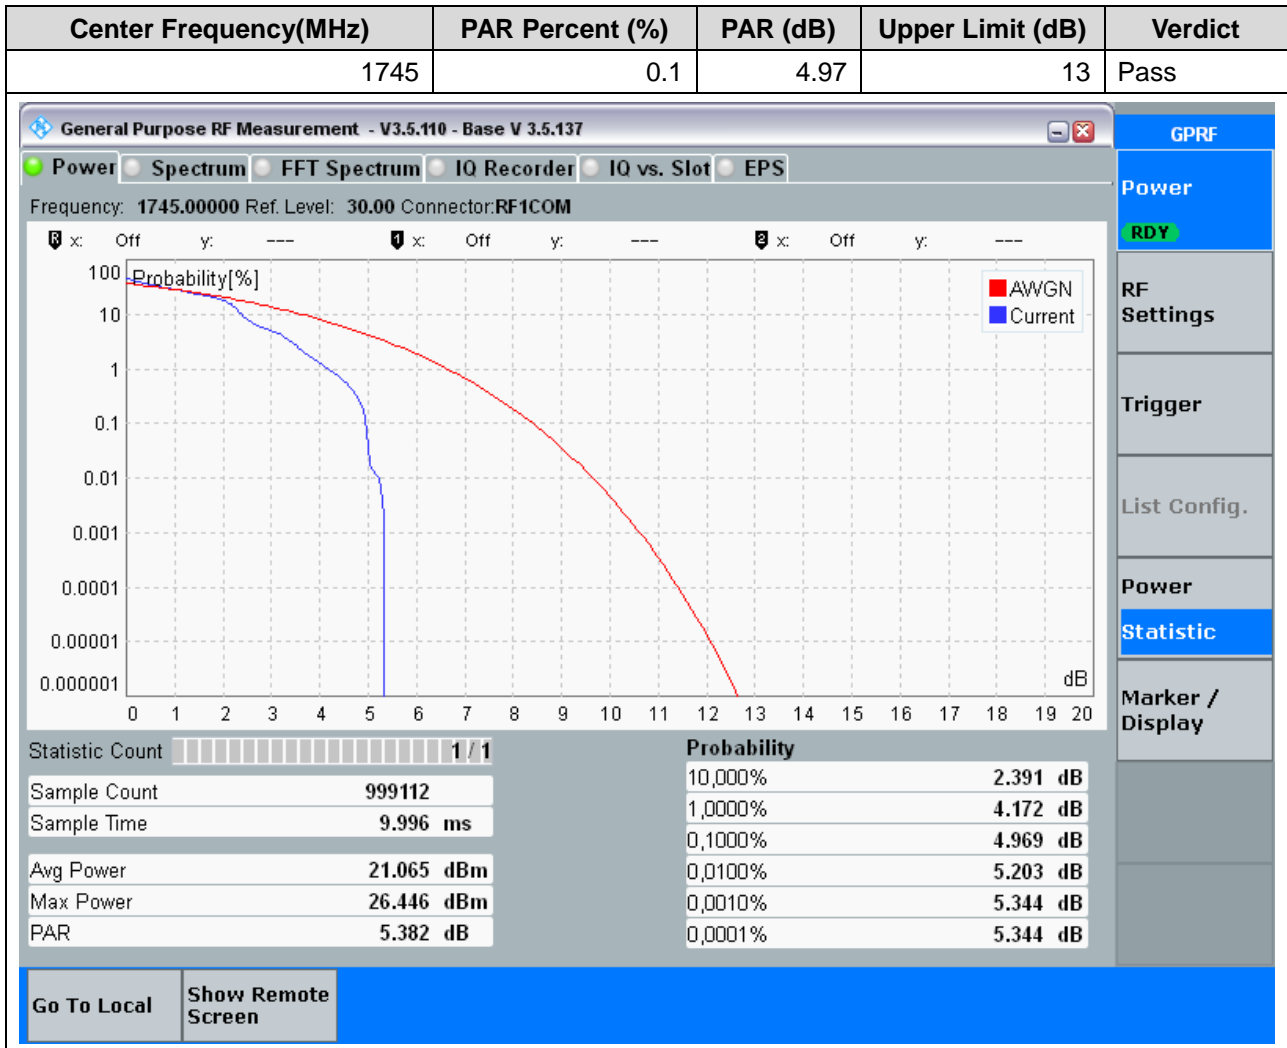 Center Frequency(MHz) PAR Percent (%) PAR (dB) Upper Limit (dB) Verdict
1745 0.1 4.97 13 Pass
General Purpose RF Measurement - V3.5.110 - Base V 3.5.137
GPRF
Power Spectrum FFT Spectrum IQ Recorder IQ vs. Slot EPS
Power
RDY
Frequency: 1745.00000 Ref. Level: 30.00 Connector:RF1COM
R x: Off y: --- 1 x: Off y: --- 2 x: Off y: ---
Probability[%]
AWGN
Current
100
10
1
0.1
0.01
0.001
0.0001
0.00001
0.000001
dB
0 1 2 3 4 5 6 7 8 9 10 11 12 13 14 15 16 17 18 19 20
RF
Settings
Trigger
List Config.
Power
Statistic
Marker /
Display
Statistic Count 1 / 1
Sample Count 999112
Sample Time 9.996 ms
Avg Power 21.065 dBm
Max Power 26.446 dBm
PAR 5.382 dB
Probability
10,000% 2.391 dB
1,0000% 4.172 dB
0,1000% 4.969 dB
0,0100% 5.203 dB
0,0010% 5.344 dB
0,0001% 5.344 dB
Go To Local
Show Remote
Screen